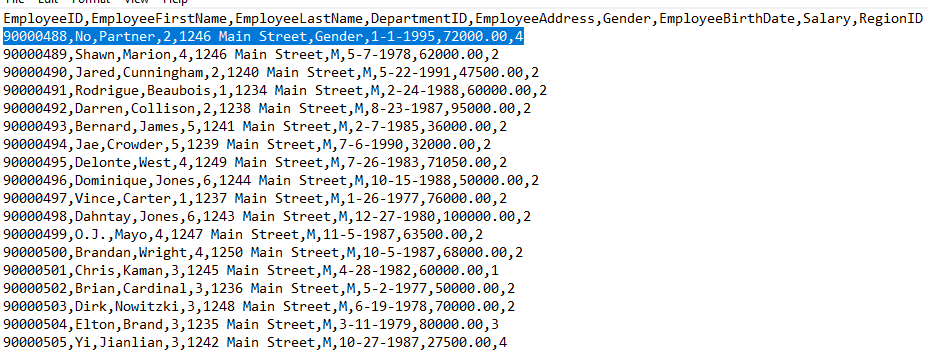 EmployeeID,EmployeeFirstName,EmployeeLastName,DepartmentID,EmployeeAddress,Gender,EmployeeBirthDate,Salary,RegionID
90000488,No,Partner,2,1246 Main Street,Gender,1-1-1995,72000.00,4
90000489,Shawn,Marion,4,1246 Main Street,M,5-7-1978,62000.00,2
90000490,Jared,Cunningham,2,1240 Main Street,M,5-22-1991,47500.00,2
90000491,Rodrigue,Beaubois,1,1234 Main Street,M,2-24-1988,60000.00,2
90000492,Darren,Collison,2,1238 Main Street,M,8-23-1987,95000.00,2
90000493,Bernard,James,5,1241 Main Street,M,2-7-1985,36000.00,2
90000494,Jae,Crowder,5,1239 Main Street,M,7-6-1990,32000.00,2
90000495,Delonte,West,4,1249 Main Street,M,7-26-1983,71050.00,2
90000496,Dominique,Jones,6,1244 Main Street,M,10-15-1988,50000.00,2
90000497,Vince,Carter,1,1237 Main Street,M,1-26-1977,76000.00,2
90000498,Dahntay,Jones,6,1243 Main Street,M,12-27-1980,100000.00,2
90000499,O.J.,Mayo,4,1247 Main Street,M,11-5-1987,63500.00,2
90000500,Brandan,Wright,4,1250 Main Street,M,10-5-1987,68000.00,2
90000501,Chris,Kaman,3,1245 Main Street,M,4-28-1982,60000.00,1
90000502,Brian,Cardinal,3,1236 Main Street,M,5-2-1977,50000.00,2
90000503,Dirk,Nowitzki,3,1248 Main Street,M,6-19-1978,70000.00,2
90000504,Elton,Brand,3,1235 Main Street,M,3-11-1979,80000.00,3
90000505,Yi,Jianlian,3,1242 Main Street,M,10-27-1987,27500.00,4